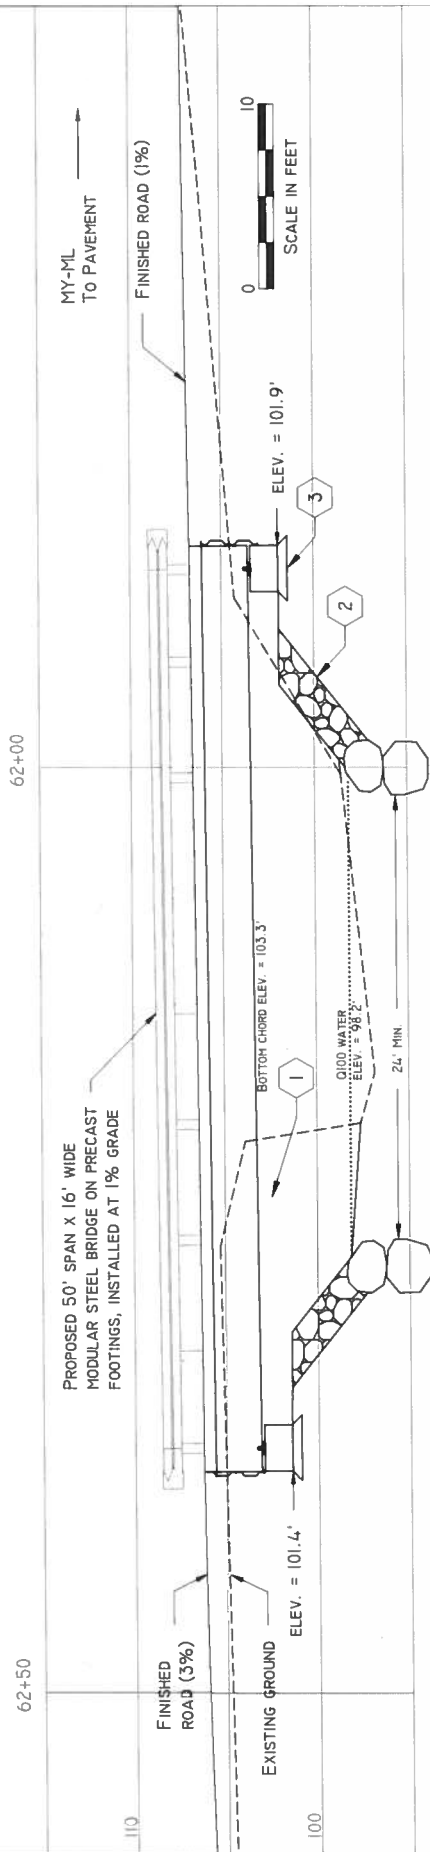 62+50
62+00
PROPOSED 50' SPAN X 16' WIDE
MODULAR STEEL BRIDGE ON PRECAST
FOOTINGS, INSTALLED AT 1% GRADE
MY-ML
TO PAVEMENT
FINISHED
ROAD (3%)
FINISHED ROAD (1%)
110
EXISTING GROUND
ELEV. = 101.4'
BOTTOM CHORD ELEV. = 103.3'
1
ELEV. = 101.9'
0
10
SCALE IN FEET
3
2
100
Q100 WATER
ELEV. = 98.2'
24' MIN.